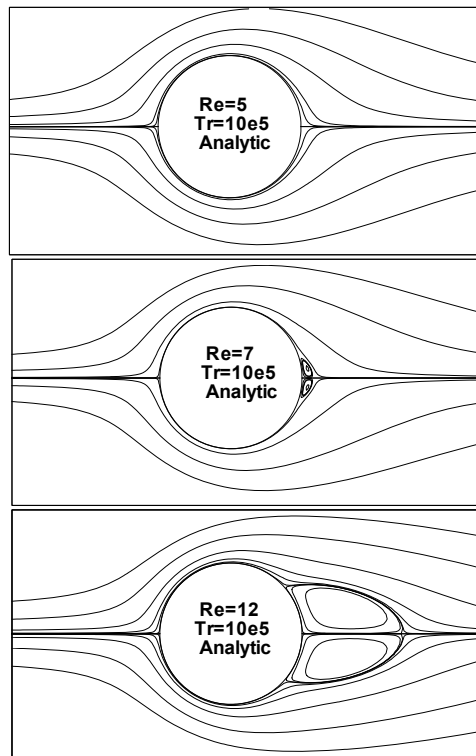 Re=5
Tr=10e5
Analytic
Re=7
Tr=10e5
Analytic
Re=12
Tr=10e5
Analytic